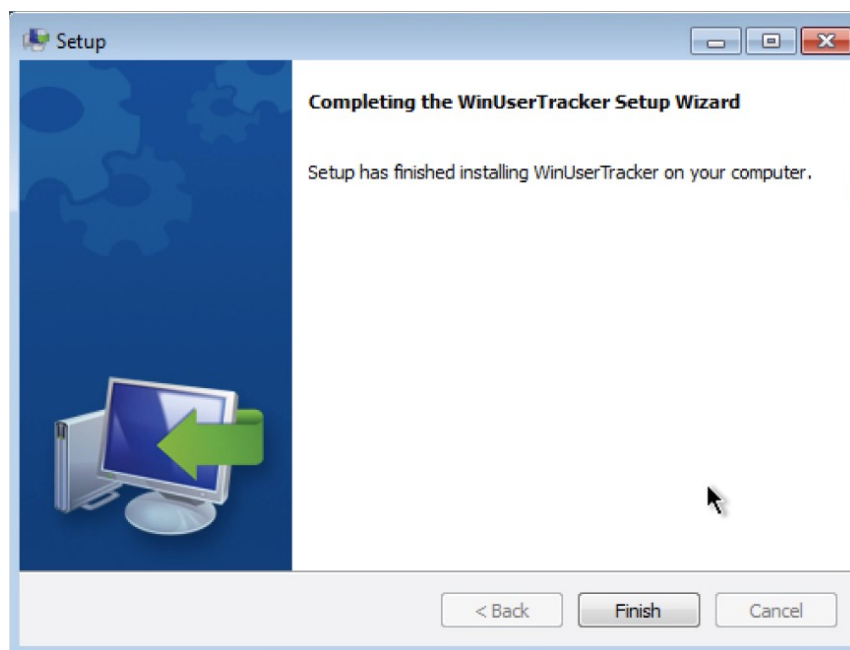 Setup
Completing the WinUserTracker Setup Wizard
Setup has finished installing WinUserTracker on your computer.
< Back
Finish
Cancel